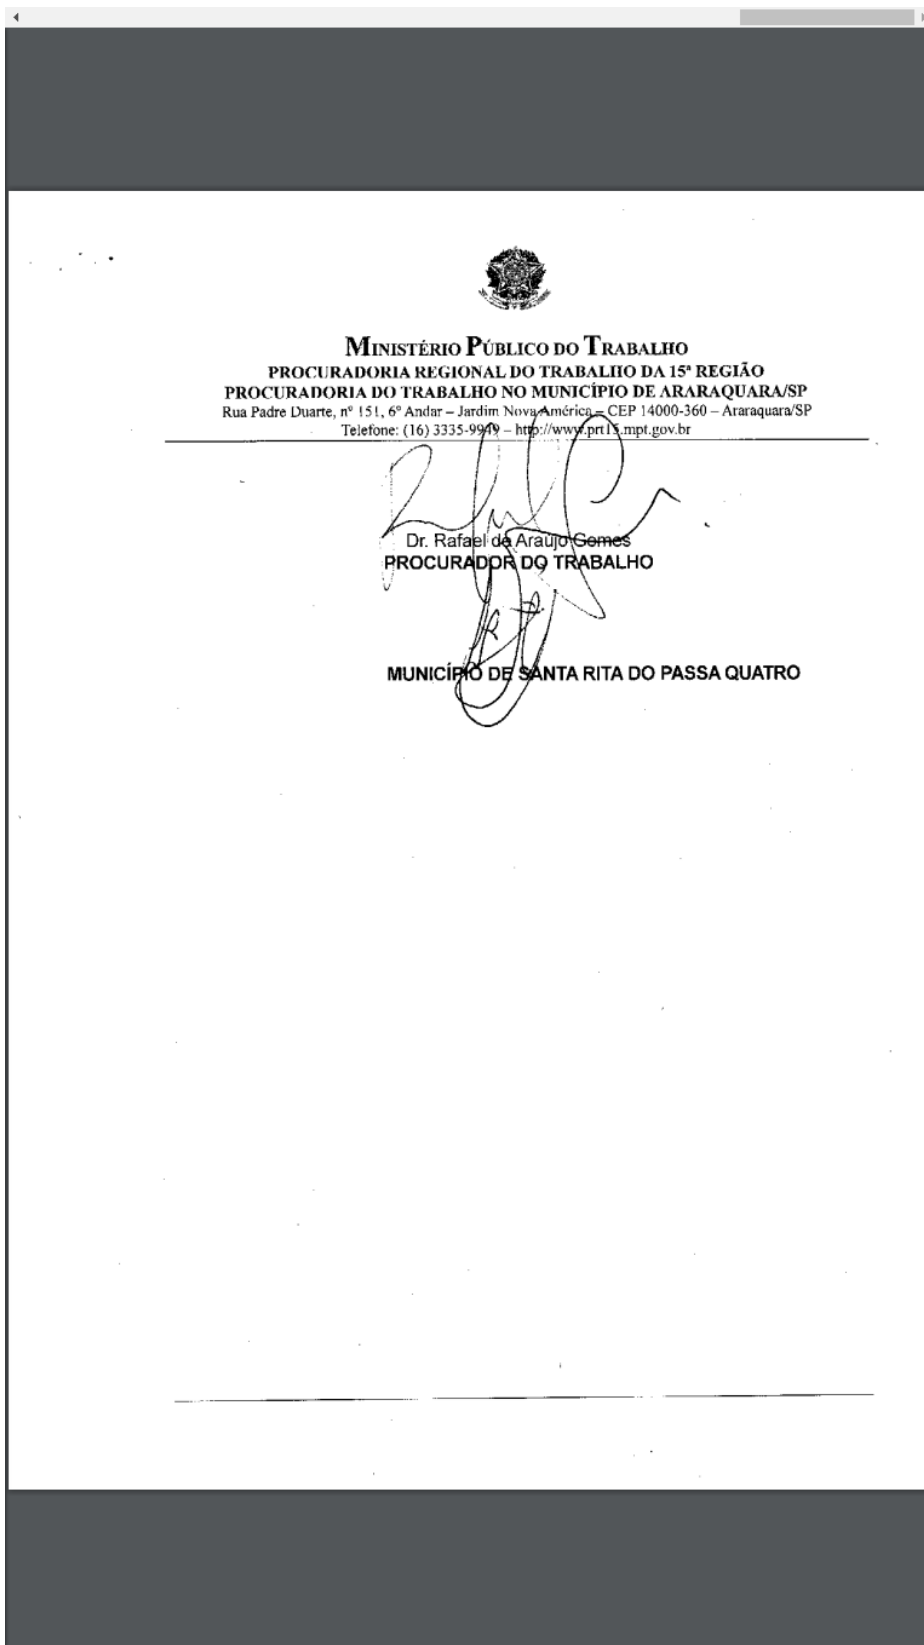 MINISTÉRIO PÚBLICO DO TRABALHO
PROCURADORIA REGIONAL DO TRABALHO DA 15ª REGIÃO
PROCURADORIA DO TRABALHO NO MUNICÍPIO DE ARARAQUARA/SP
Rua Padre Duarte, nº 151, 6º Andar – Jardim Nova América – CEP 14000-360 – Araraquara/SP
Telefone: (16) 3335-9949 – http://www.prt15.mpt.gov.br
Dr. Rafael de Araújo Gomes
PROCURADOR DO TRABALHO
MUNICÍPIO DE SANTA RITA DO PASSA QUATRO